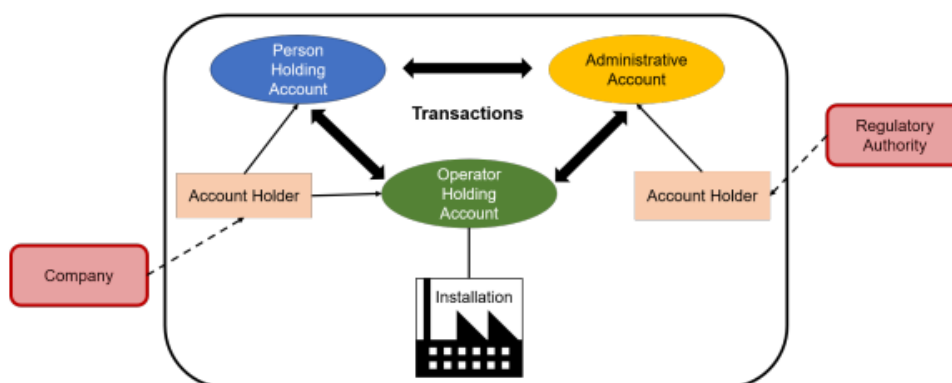 Person
Holding
Account
Administrative
Account
Transactions
Regulatory
Authority
Account Holder
Operator
Holding
Account
Account Holder
Company
Installation